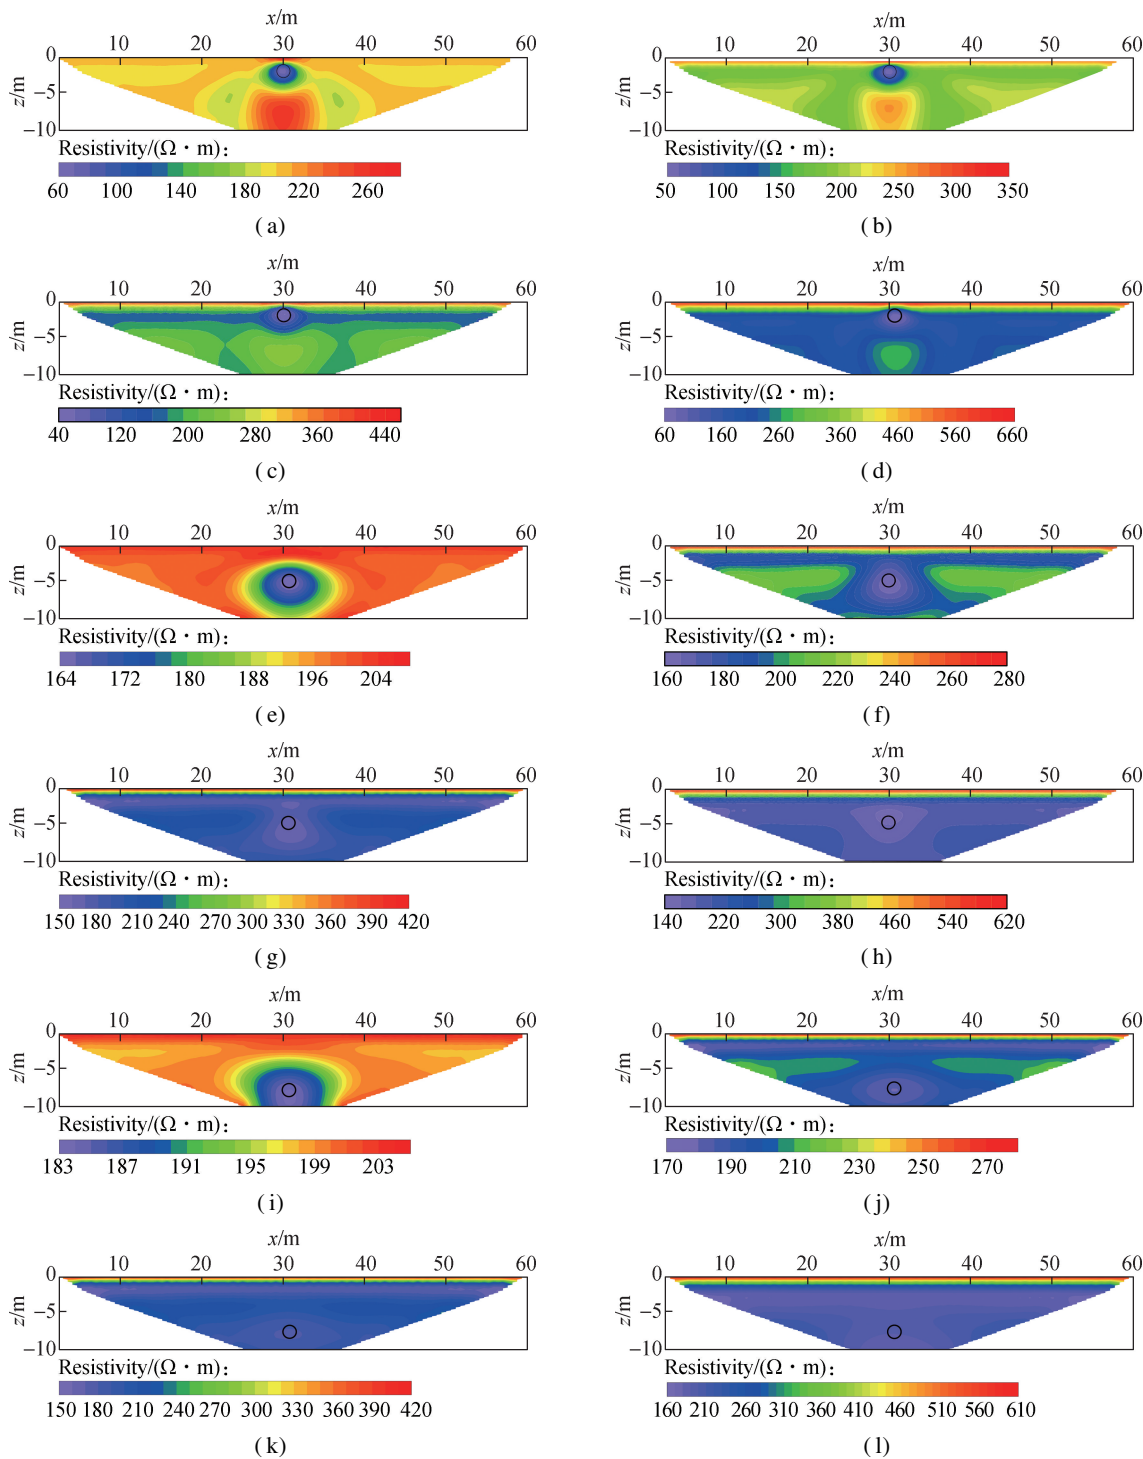 x/m
x/m
10 20 30 40 50 60
10 20 30 40 50 60
0
−5
−10
z/m
0
−5
−10
z/m
Resistivity/(Ω · m):
Resistivity/(Ω · m):
60 100 140 180 220 260
50 100 150 200 250 300 350
(a)
(b)
x/m
x/m
10 20 30 40 50 60
10 20 30 40 50 60
0
−5
−10
z/m
0
−5
−10
z/m
Resistivity/(Ω · m):
Resistivity/(Ω · m):
40 120 200 280 360 440
60 160 260 360 460 560 660
(c)
(d)
x/m
x/m
10 20 30 40 50 60
10 20 30 40 50 60
0
−5
−10
z/m
0
−5
−10
z/m
Resistivity/(Ω · m):
Resistivity/(Ω · m):
164 172 180 188 196 204
160 180 200 220 240 260 280
(e)
(f)
x/m
x/m
10 20 30 40 50 60
10 20 30 40 50 60
0
−5
−10
z/m
0
−5
−10
z/m
Resistivity/(Ω · m):
Resistivity/(Ω · m):
150 180 210 240 270 300 330 360 390 420
140 220 300 380 460 540 620
(g)
(h)
x/m
x/m
10 20 30 40 50 60
10 20 30 40 50 60
0
−5
−10
z/m
0
−5
−10
z/m
Resistivity/(Ω · m):
Resistivity/(Ω · m):
183 187 191 195 199 203
170 190 210 230 250 270
(i)
(j)
x/m
x/m
10 20 30 40 50 60
10 20 30 40 50 60
0
−5
−10
z/m
0
−5
−10
z/m
Resistivity/(Ω · m):
Resistivity/(Ω · m):
150 180 210 240 270 300 330 360 390 420
160 210 260 310 360 410 460 510 560 610
(k)
(l)